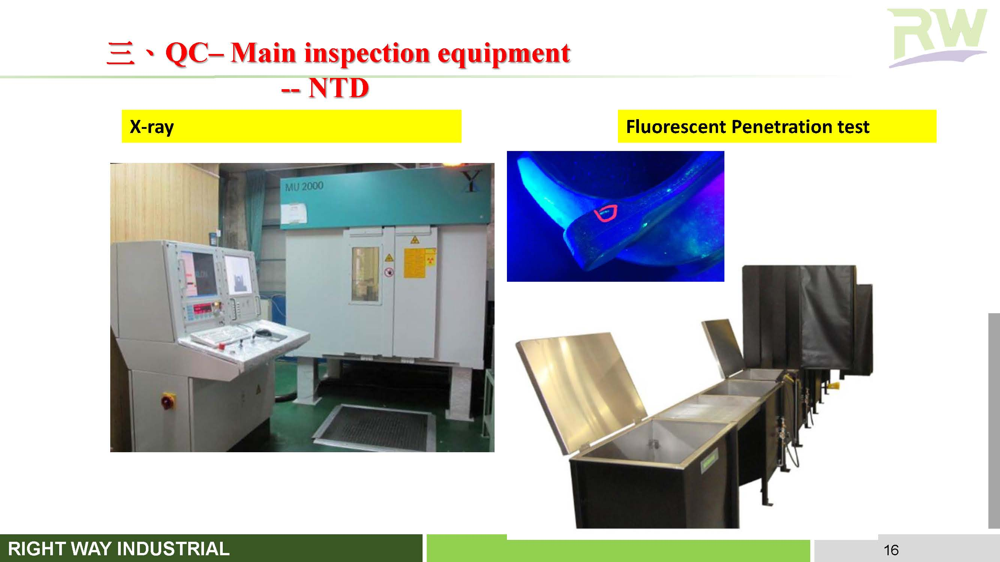 RW
三、QC– Main inspection equipment
-- NTD
X-ray
Fluorescent Penetration test
MU 2000
Y
RIGHT WAY INDUSTRIAL
16